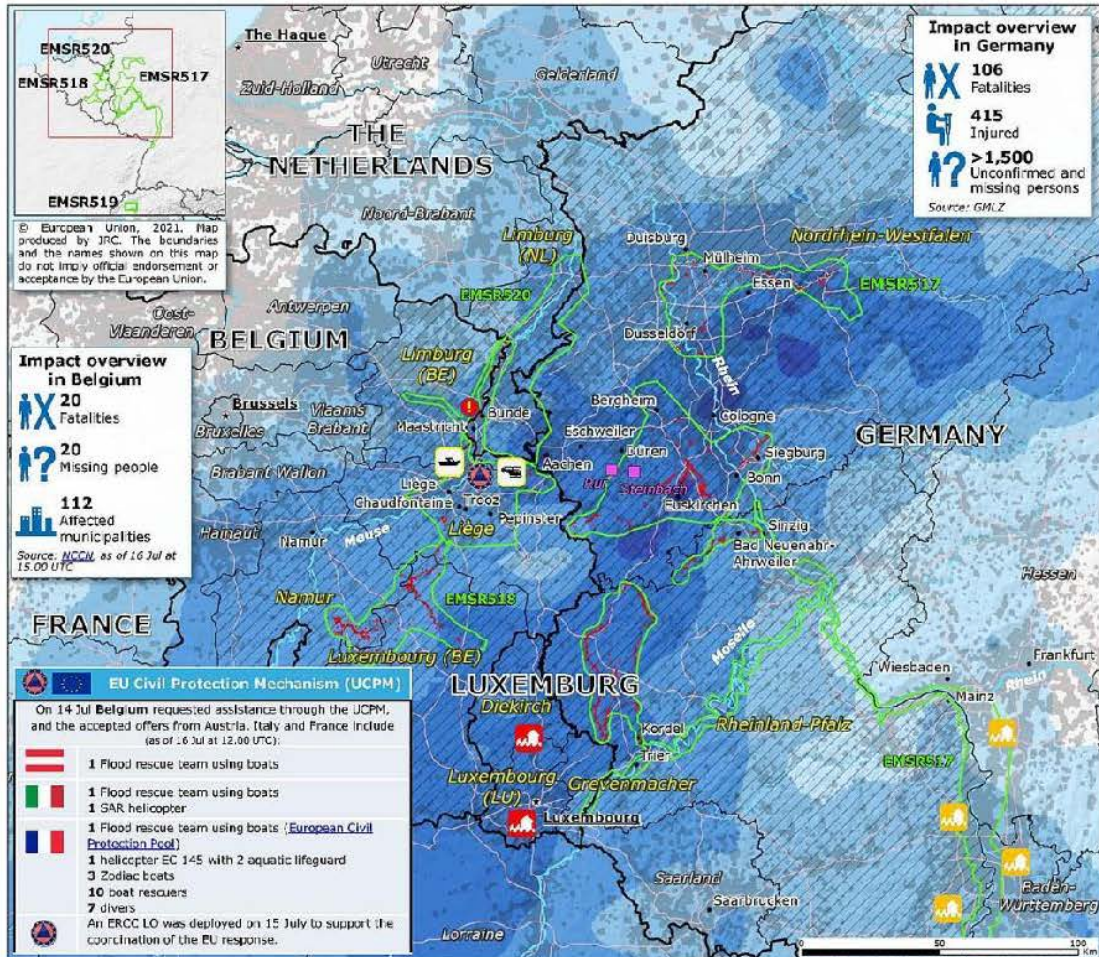 EMSR520
EMSR518
EMSR517
EMSR519
© European Union, 2021. Map
produced by JRC. The boundaries
and the names shown on this map
do not imply official endorsement or
acceptance by the European Union.
The Hague
Utrecht
Zuid-Holland
Gelderland
THE
NETHERLANDS
Noord-Brabant
Limburg
(NL)
Impact overview
in Germany
106
Fatalities
415
Injured
>1,500
Unconfirmed and
missing persons
Source: GMLZ
Duisburg
Nordrhein-Westfalen
Mülheim
Essen
EMSR517
EMSR520
Antwerpen
Oost-
Vlaanderen
BELGIUM
Dusseldorf
Rhein
Limburg
(BE)
Impact overview
in Belgium
20
Fatalities
20
Missing people
112
Affected
municipalities
Source: NCCN, as of 16 Jul at
15.00 UTC
Brussels
Bruxelles
Vlaams
Brabant
Brabant Wallon
Bunde
Maastricht
Bergheim
Cologne
Eschweiler
Düren
GERMANY
Aachen
Siegburg
Rur
Steinbach
Bonn
Liège
Trooz
Chaudfontaine
Euskirchen
Pepinster
Liège
Sinzig
Hainaut
Namur
Meuse
Bad Neuenahr-
Ahrweiler
Hessen
Namur
EMSR518
FRANCE
Luxembourg (BE)
Moselle
Wiesbaden
Frankfurt
Rhein
Mainz
LUXEMBURG
Diekirch
Kordel
Rheinland-Pfalz
Trier
Luxembourg
(LU)
Grevenmacher
Luxembourg
EMSR517
Saarland
Saarbrucken
Baden-
Württemberg
Lorraine
EU Civil Protection Mechanism (UCPM)
On 14 Jul Belgium requested assistance through the UCPM,
and the accepted offers from Austria, Italy and France include
(as of 16 Jul at 12.00 UTC):
1 Flood rescue team using boats
1 Flood rescue team using boats
1 SAR helicopter
1 Flood rescue team using boats (European Civil
Protection Pool)
1 helicopter EC 145 with 2 aquatic lifeguard
3 Zodiac boats
10 boat rescuers
7 divers
An ERCC LO was deployed on 15 July to support the
coordination of the EU response.
0 50 100
Km